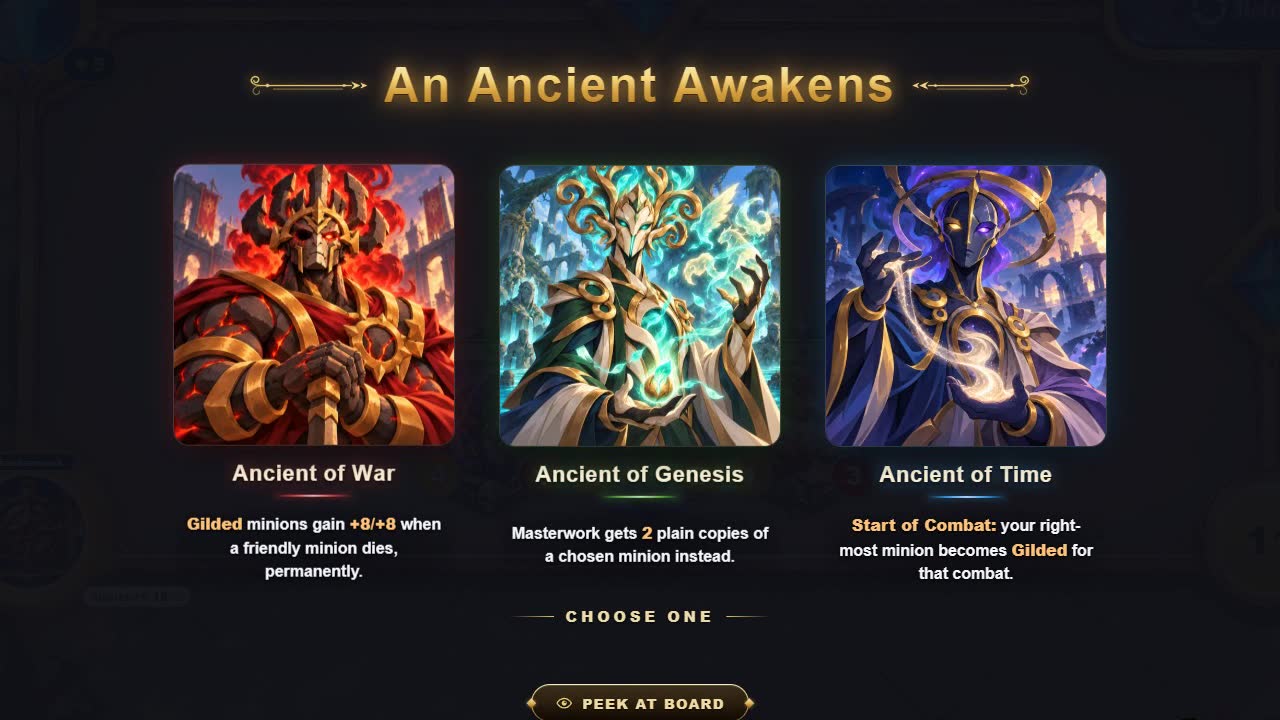 An Ancient Awakens
Ancient of War
Gilded minions gain +8/+8 when
a friendly minion dies,
permanently.
Ancient of Genesis
Masterwork gets 2 plain copies of
a chosen minion instead.
Ancient of Time
Start of Combat: your right-
most minion becomes Gilded for
that combat.
CHOOSE ONE
PEEK AT BOARD